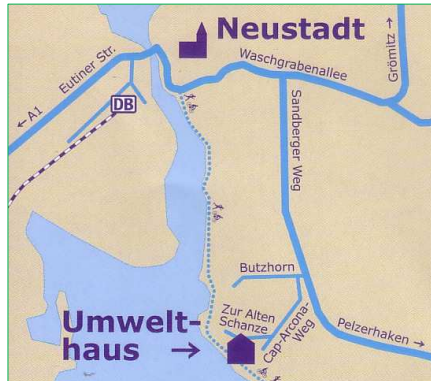 Neustadt
Waschgrabenallee
Grömitz →
Eutiner Str.
← A1
DB
Sandberger Weg
Butzhorn
Zur Alten
Schanze
Cap-Arcona-
Weg
Pelzerhaken →
Umwelt-
haus →